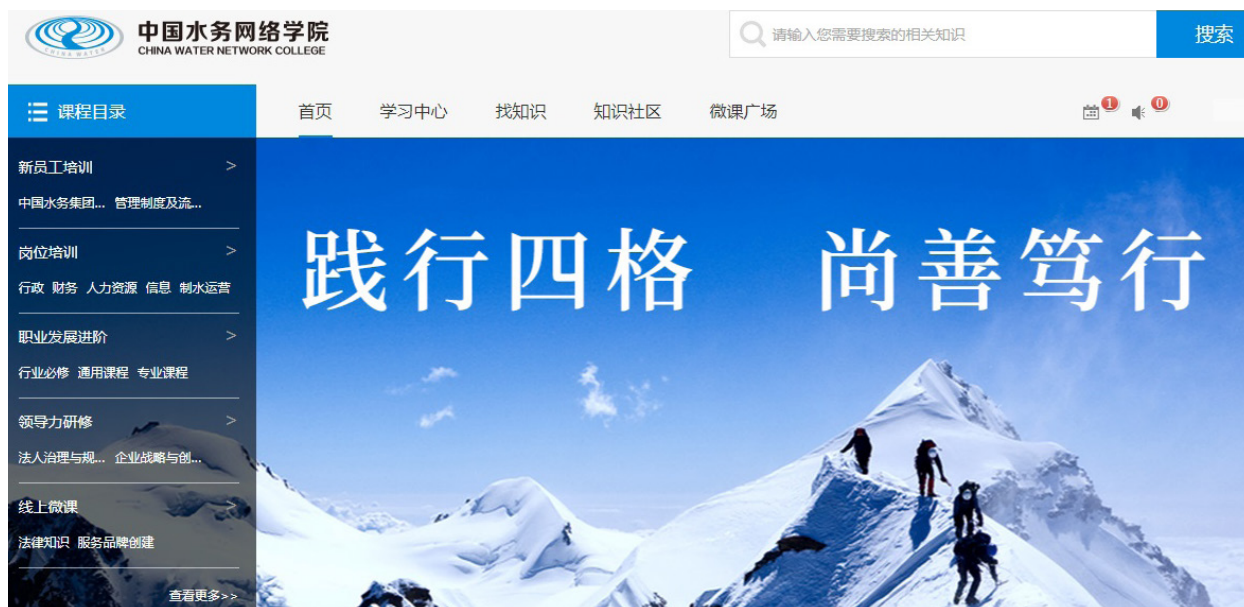 中国水务网络学院
CHINA WATER NETWORK COLLEGE
CHINA WATER
请输入您需要搜索的相关知识
搜索
课程目录
首页 学习中心 找知识 知识社区 微课广场
1 0
新员工培训 >
中国水务集团... 管理制度及流...
岗位培训 >
行政 财务 人力资源 信息 制水运营
职业发展进阶 >
行业必修 通用课程 专业课程
领导力研修 >
法人治理与规... 企业战略与创...
线上微课 >
法律知识 服务品牌创建
查看更多>>
践行四格 尚善笃行